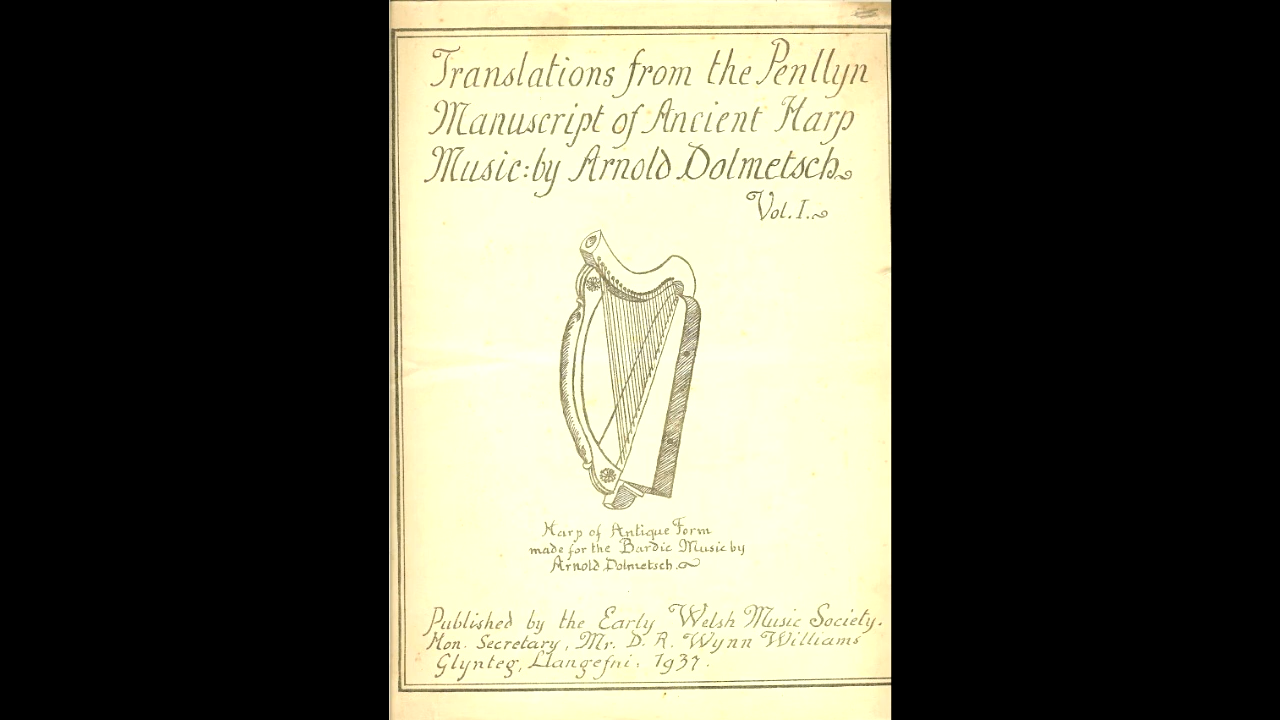 Translations from the Penllyn
Manuscript of Ancient Harp
Music: by Arnold Dolmetsch
Vol. I.
Harp of Antique Form
made for the Bardic Music by
Arnold Dolmetsch.
Published by the Early Welsh Music Society.
Hon. Secretary, Mr. D. R. Wynn Williams
Glynteg, Llangefni: 1937.